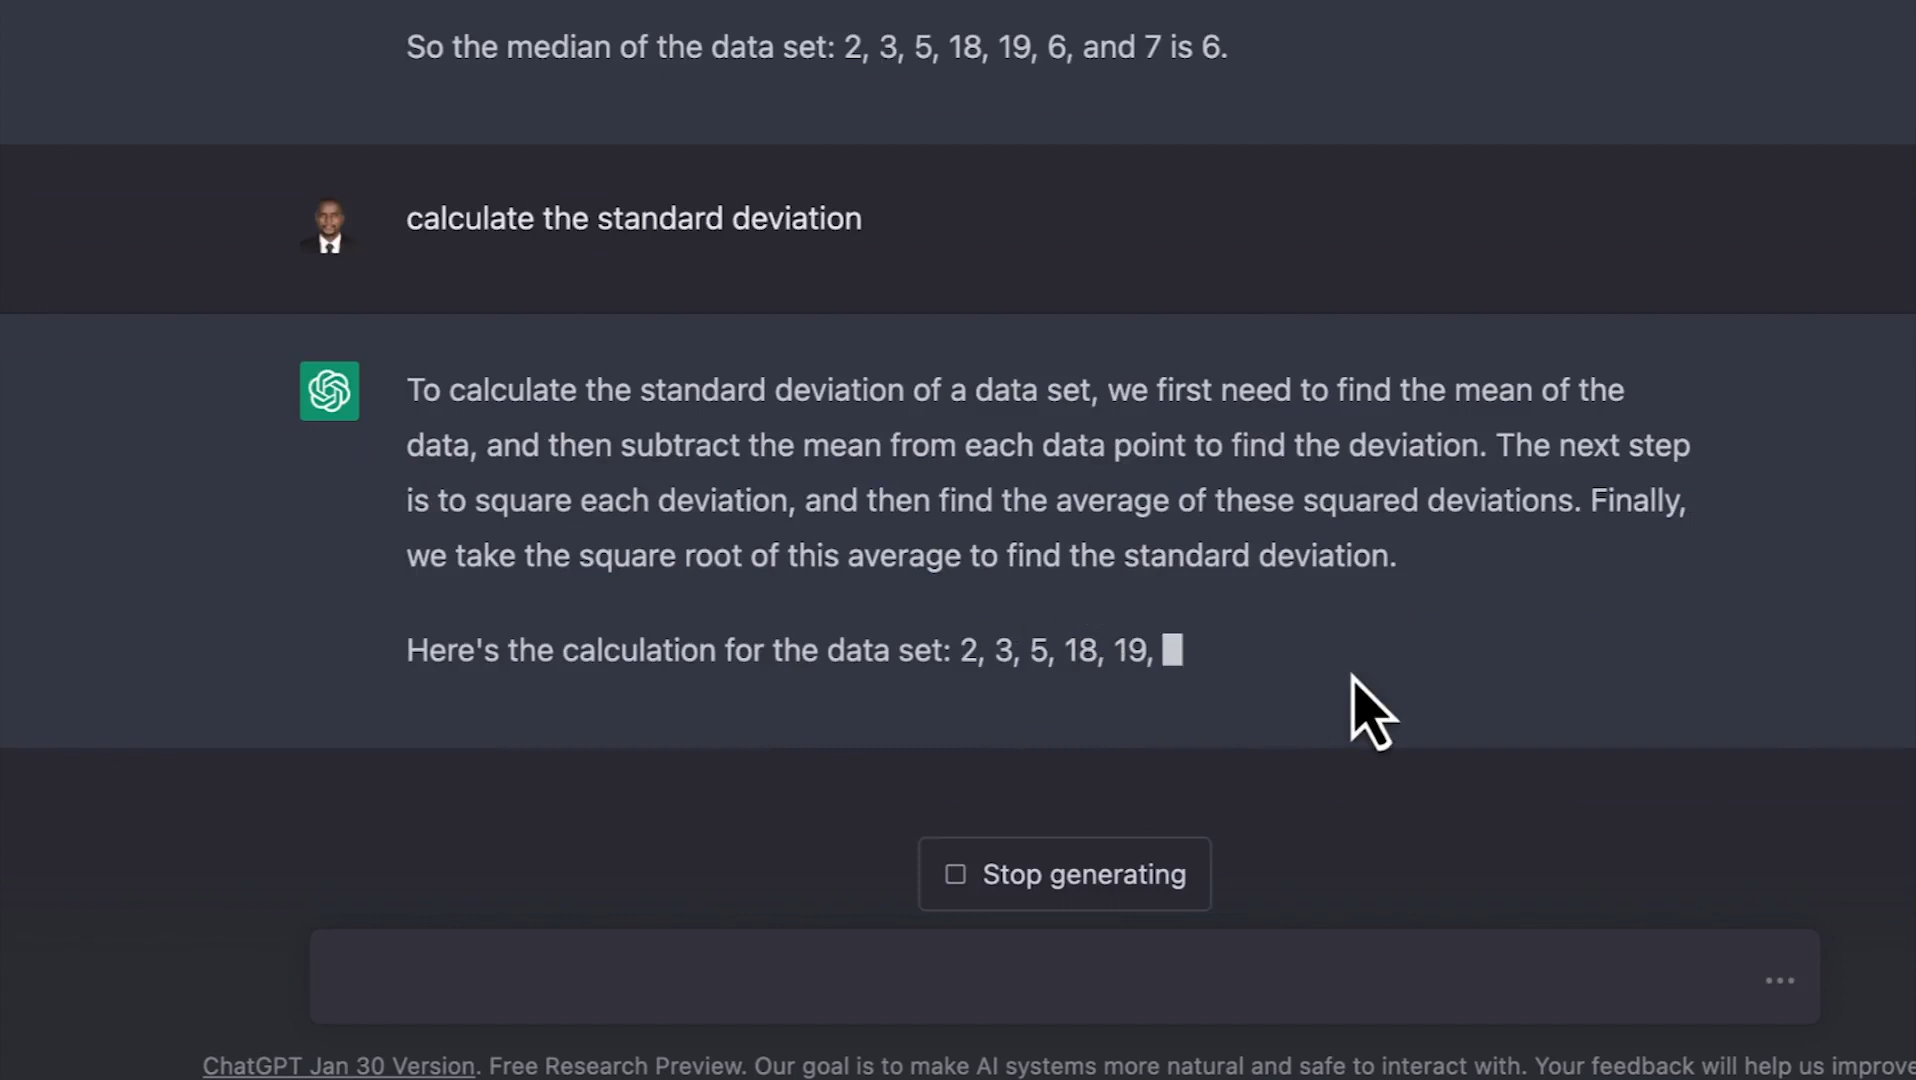 So the median of the data set: 2, 3, 5, 18, 19, 6, and 7 is 6.
calculate the standard deviation
To calculate the standard deviation of a data set, we first need to find the mean of the
data, and then subtract the mean from each data point to find the deviation. The next step
is to square each deviation, and then find the average of these squared deviations. Finally,
we take the square root of this average to find the standard deviation.
Here's the calculation for the data set: 2, 3, 5, 18, 19,
Stop generating
ChatGPT Jan 30 Version. Free Research Preview. Our goal is to make AI systems more natural and safe to interact with. Your feedback will help us improve